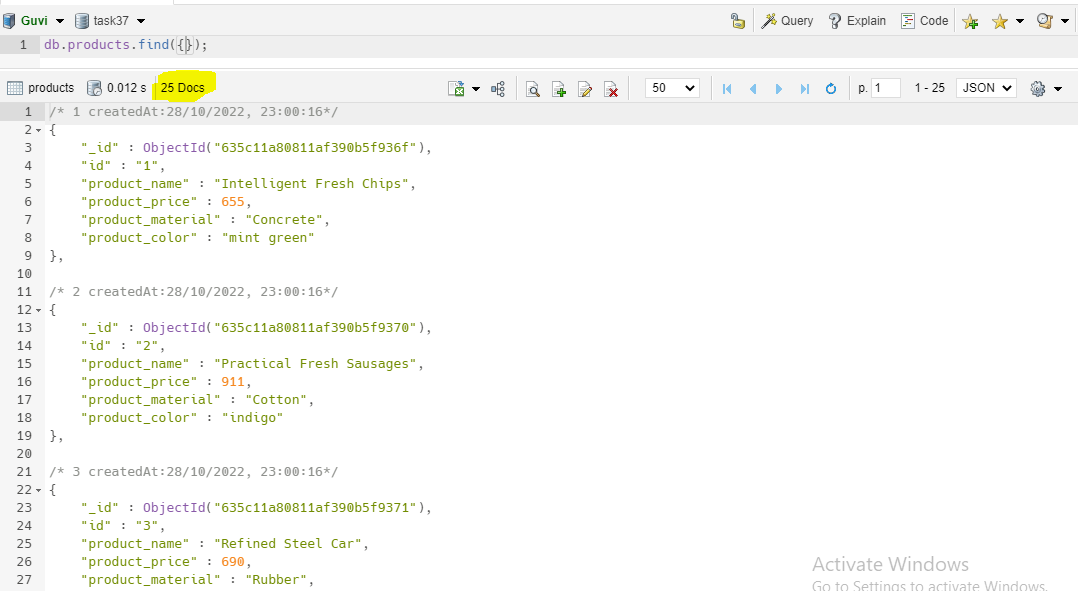 Guvi task37 Query Explain Code
1 db.products.find({});
products 0.012 s 25 Docs 50 p. 1 1 - 25 JSON
1 /* 1 createdAt:28/10/2022, 23:00:16*/
2 {
3 "_id" : ObjectId("635c11a80811af390b5f936f"),
4 "id" : "1",
5 "product_name" : "Intelligent Fresh Chips",
6 "product_price" : 655,
7 "product_material" : "Concrete",
8 "product_color" : "mint green"
9 },
10
11 /* 2 createdAt:28/10/2022, 23:00:16*/
12 {
13 "_id" : ObjectId("635c11a80811af390b5f9370"),
14 "id" : "2",
15 "product_name" : "Practical Fresh Sausages",
16 "product_price" : 911,
17 "product_material" : "Cotton",
18 "product_color" : "indigo"
19 },
20
21 /* 3 createdAt:28/10/2022, 23:00:16*/
22 {
23 "_id" : ObjectId("635c11a80811af390b5f9371"),
24 "id" : "3",
25 "product_name" : "Refined Steel Car",
26 "product_price" : 690,
27 "product_material" : "Rubber",
Activate Windows
Go to Settings to activate Windows.